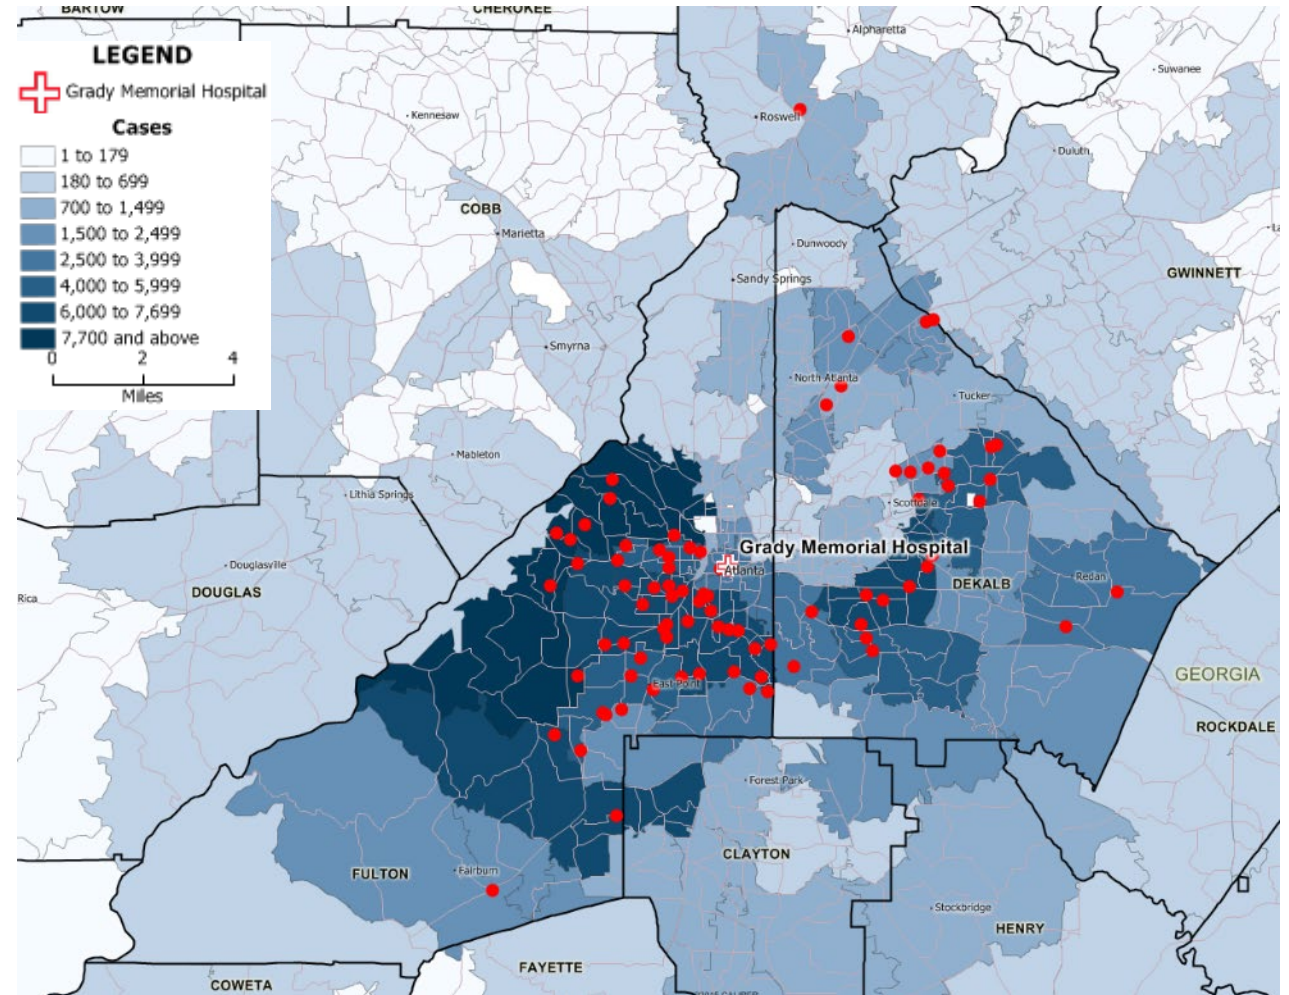 BARTOW
CHEROKEE
LEGEND
Grady Memorial Hospital
Cases
1 to 179
180 to 699
700 to 1,499
1,500 to 2,499
2,500 to 3,999
4,000 to 5,999
6,000 to 7,699
7,700 and above
0 2 4
Miles
Alpharetta
Suwanee
Kennesaw
Roswell
Duluth
COBB
Marietta
Dunwoody
GWINNETT
Sandy Springs
Smyrna
North Atlanta
Tucker
Mableton
Lithia Springs
Scottdale
Grady Memorial Hospital
Atlanta
Douglasville
DOUGLAS
DEKALB
Redan
Rica
East Point
GEORGIA
ROCKDALE
Forest Park
CLAYTON
FULTON
Fairburn
Stockbridge
HENRY
FAYETTE
COWETA